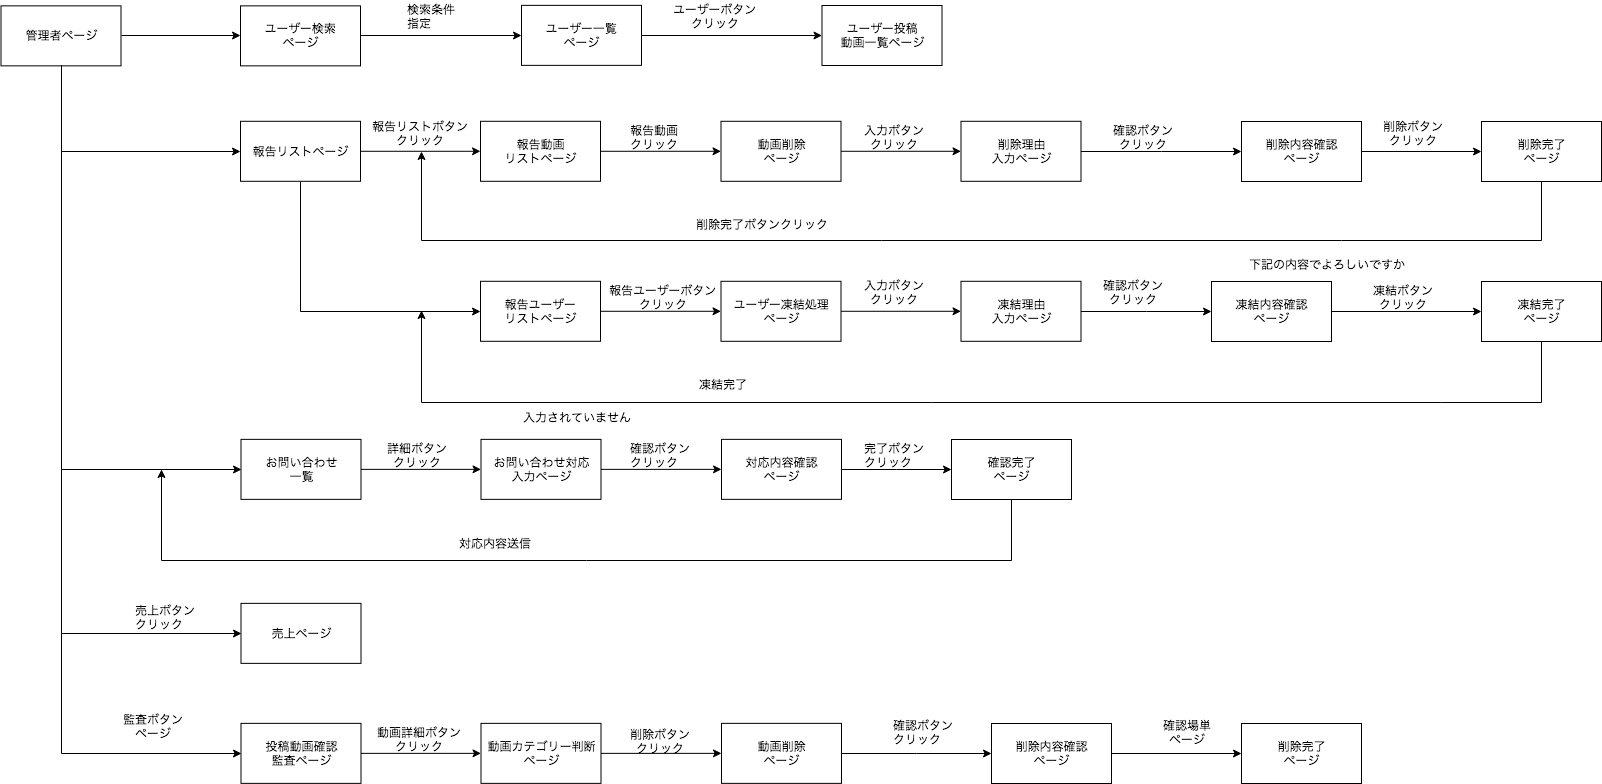 管理者ページ
ユーザー検索
ページ
検索条件
指定
ユーザー一覧
ページ
ユーザーボタン
クリック
ユーザー投稿
動画一覧ページ
報告リストページ
報告リストボタン
クリック
報告動画
リストページ
報告動画
クリック
動画削除
ページ
入力ボタン
クリック
削除理由
入力ページ
確認ボタン
クリック
削除内容確認
ページ
削除ボタン
クリック
削除完了
ページ
削除完了ボタンクリック
下記の内容でよろしいですか
報告ユーザー
リストページ
報告ユーザーボタン
クリック
ユーザー凍結処理
ページ
入力ボタン
クリック
凍結理由
入力ページ
確認ボタン
クリック
凍結内容確認
ページ
凍結ボタン
クリック
凍結完了
ページ
凍結完了
入力されていません
お問い合わせ
一覧
詳細ボタン
クリック
お問い合わせ対応
入力ページ
確認ボタン
クリック
対応内容確認
ページ
完了ボタン
クリック
確認完了
ページ
対応内容送信
売上ボタン
クリック
売上ページ
監査ボタン
ページ
投稿動画確認
監査ページ
動画詳細ボタン
クリック
動画カテゴリー判断
ページ
削除ボタン
クリック
動画削除
ページ
確認ボタン
クリック
削除内容確認
ページ
確認場単
ページ
削除完了
ページ